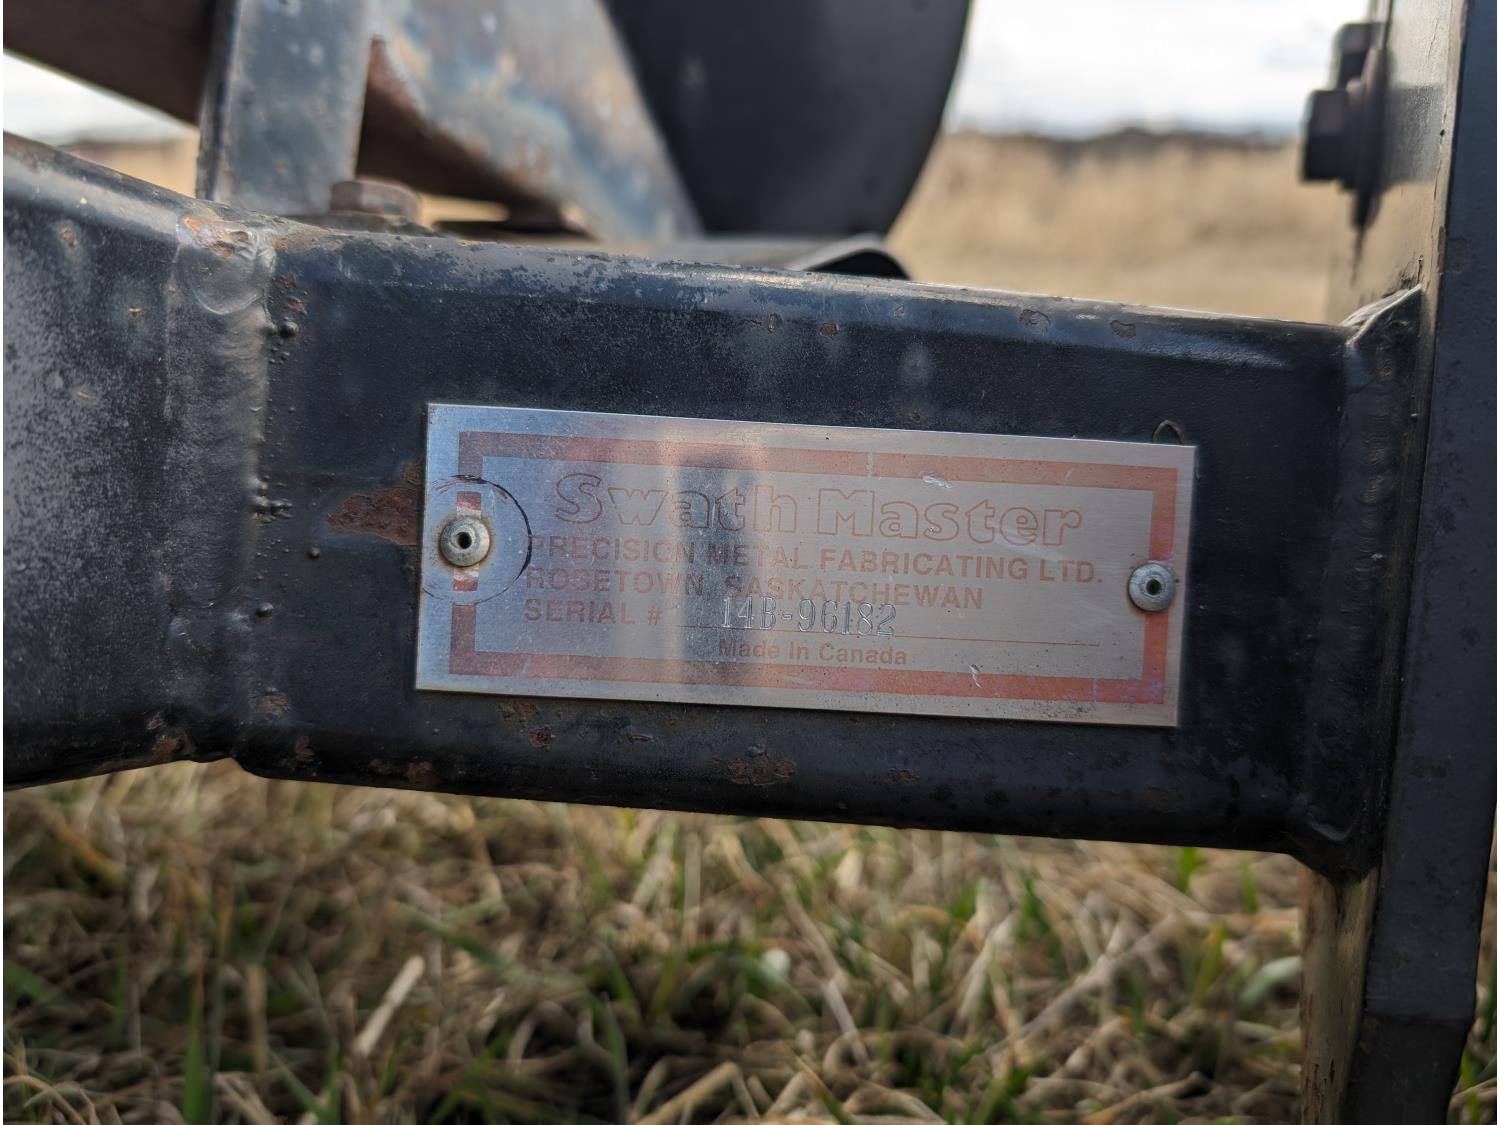 Swath Master
PRECISION METAL FABRICATING LTD.
ROSETOWN, SASKATCHEWAN
SERIAL # 14B-96182
Made In Canada